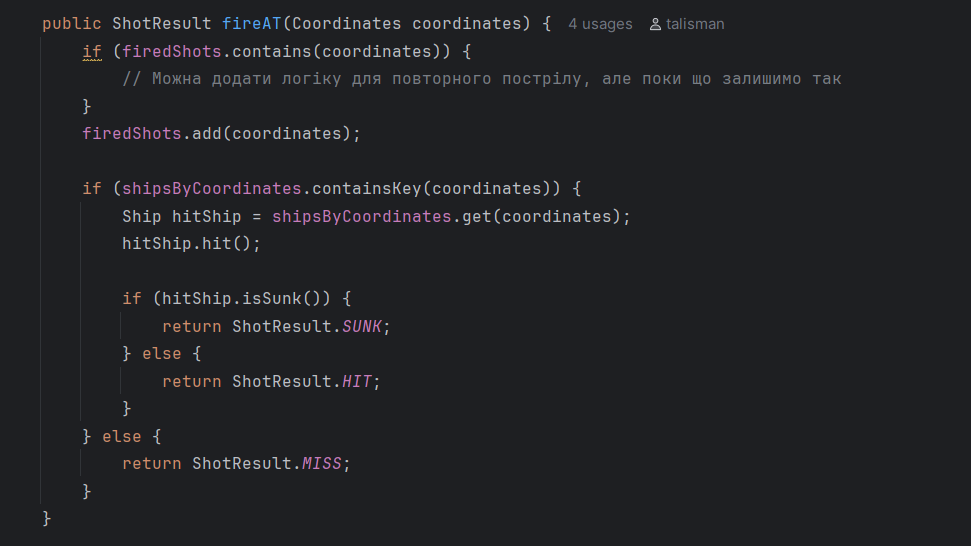 public ShotResult fireAT(Coordinates coordinates) { 4 usages talisman
if (firedShots.contains(coordinates)) {
// Можна додати логіку для повторного пострілу, але поки що залишимо так
}
firedShots.add(coordinates);
if (shipsByCoordinates.containsKey(coordinates)) {
Ship hitShip = shipsByCoordinates.get(coordinates);
hitShip.hit();
if (hitShip.isSunk()) {
return ShotResult.SUNK;
} else {
return ShotResult.HIT;
}
} else {
return ShotResult.MISS;
}
}